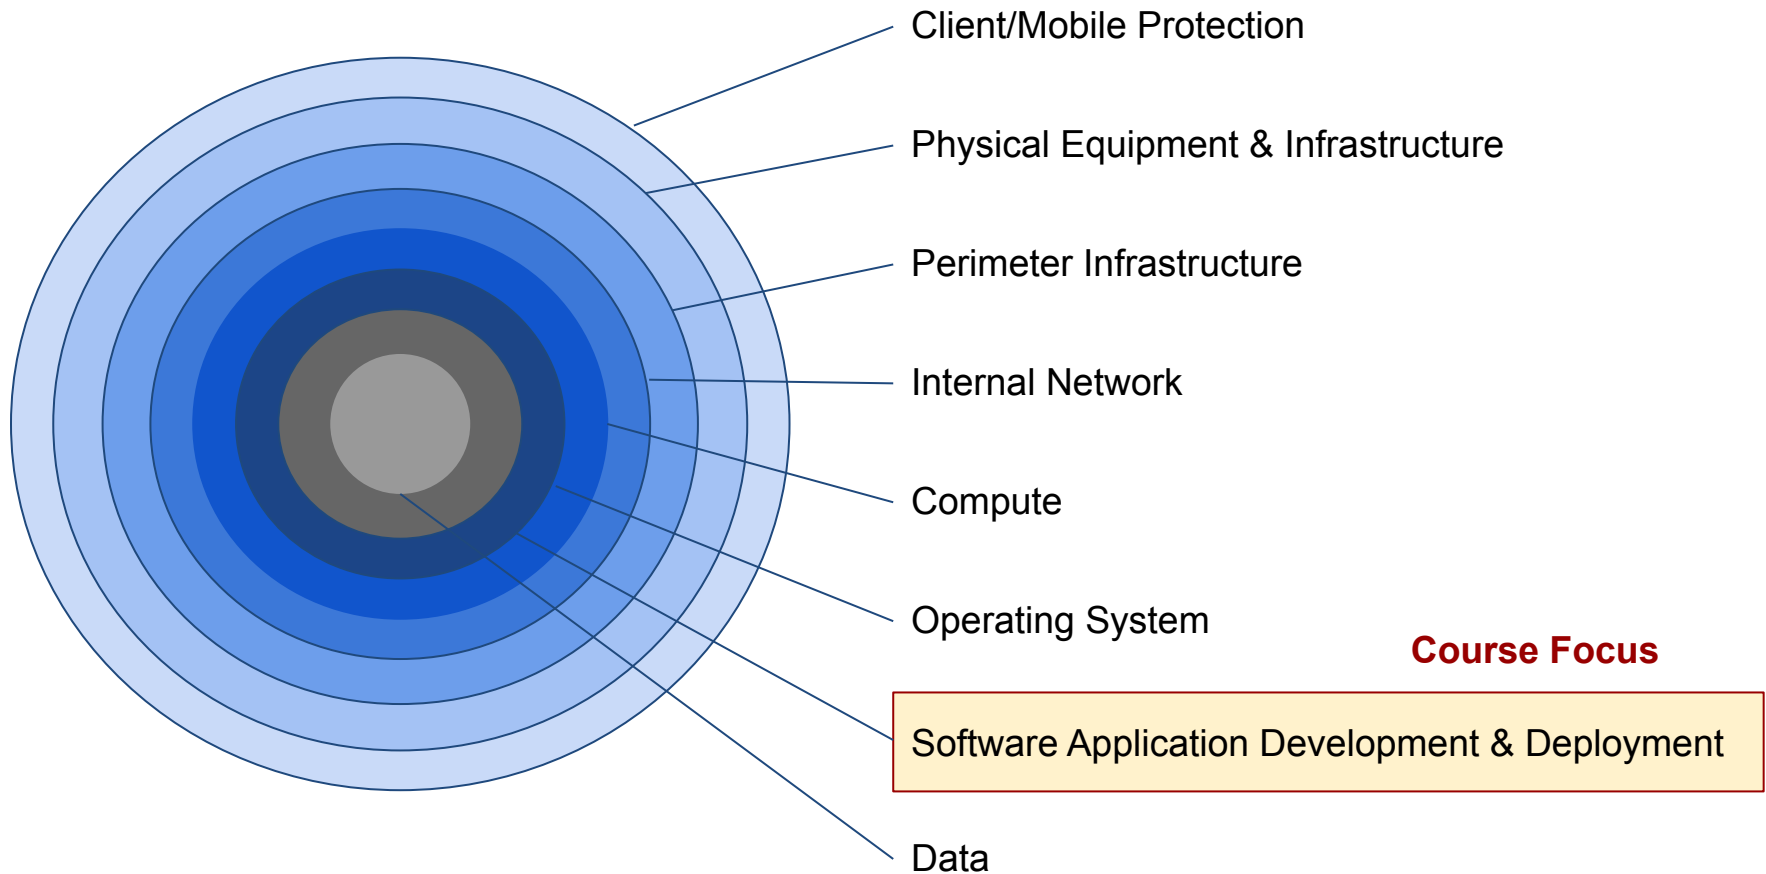 Client/Mobile Protection
Physical Equipment & Infrastructure
Perimeter Infrastructure
Internal Network
Compute
Operating System
Course Focus
Software Application Development & Deployment
Data